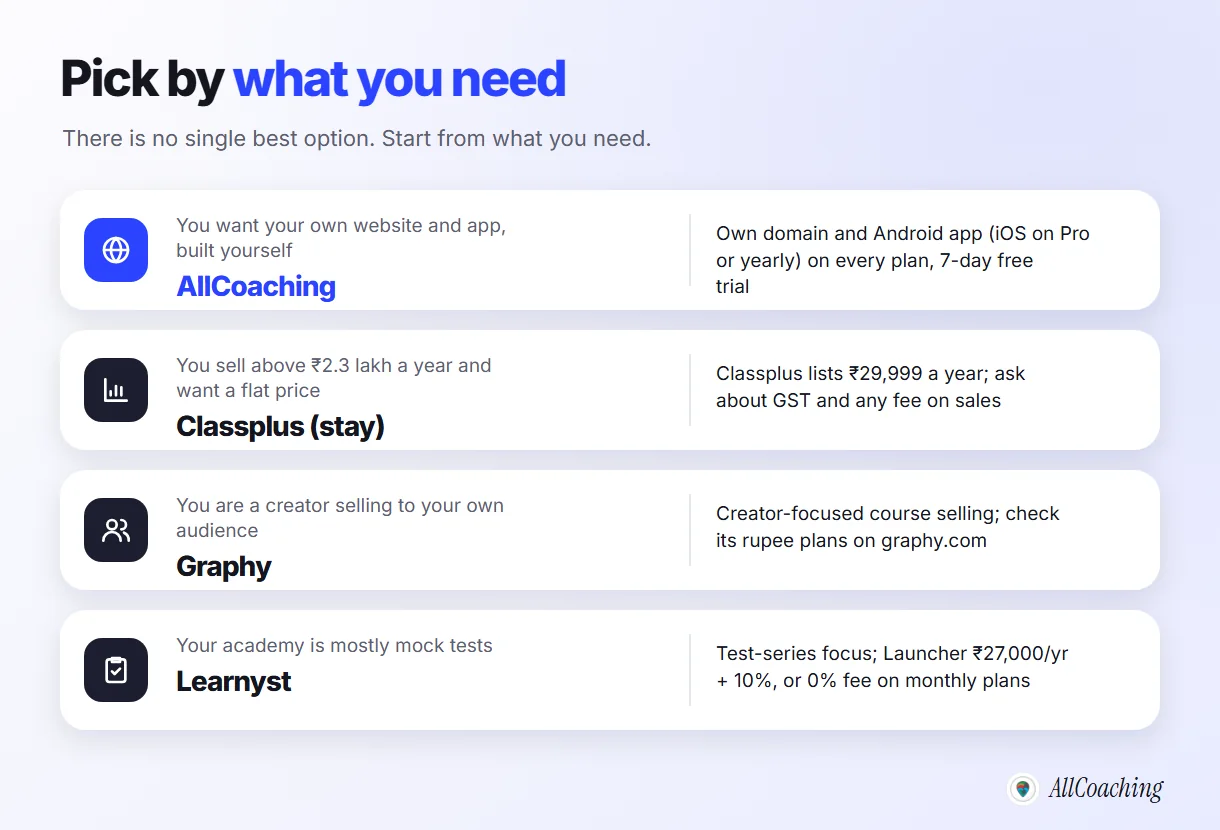 Pick by what you need
There is no single best option. Start from what you need.
You want your own website and app,
built yourself
AllCoaching
Own domain and Android app (iOS on Pro
or yearly) on every plan, 7-day free
trial
You sell above ₹2.3 lakh a year and
want a flat price
Classplus (stay)
Classplus lists ₹29,999 a year; ask
about GST and any fee on sales
You are a creator selling to your own
audience
Graphy
Creator-focused course selling; check
its rupee plans on graphy.com
Your academy is mostly mock tests
Learnyst
Test-series focus; Launcher ₹27,000/yr
+ 10%, or 0% fee on monthly plans
AllCoaching